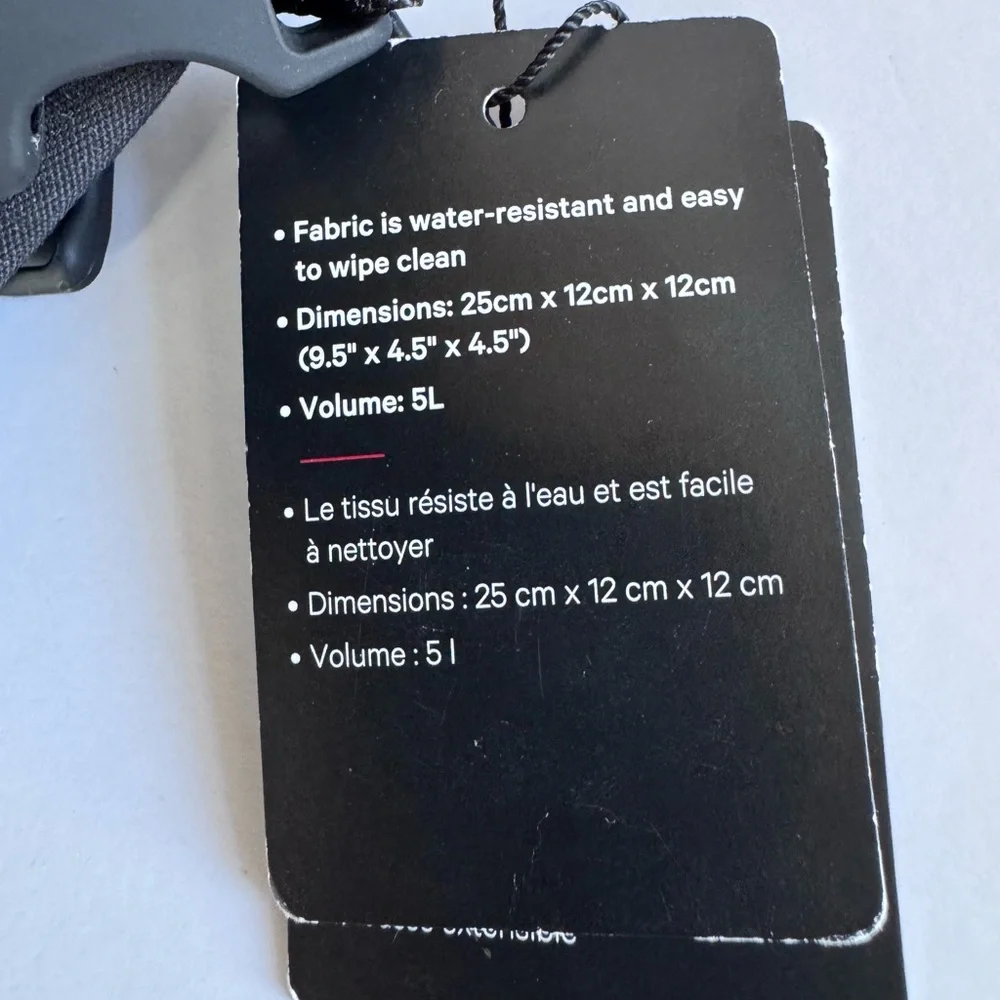 • Fabric is water-resistant and easy
to wipe clean
• Dimensions: 25cm x 12cm x 12cm
(9.5" x 4.5" x 4.5")
• Volume: 5L
• Le tissu résiste à l'eau et est facile
à nettoyer
• Dimensions : 25 cm x 12 cm x 12 cm
• Volume : 5 l
extensible